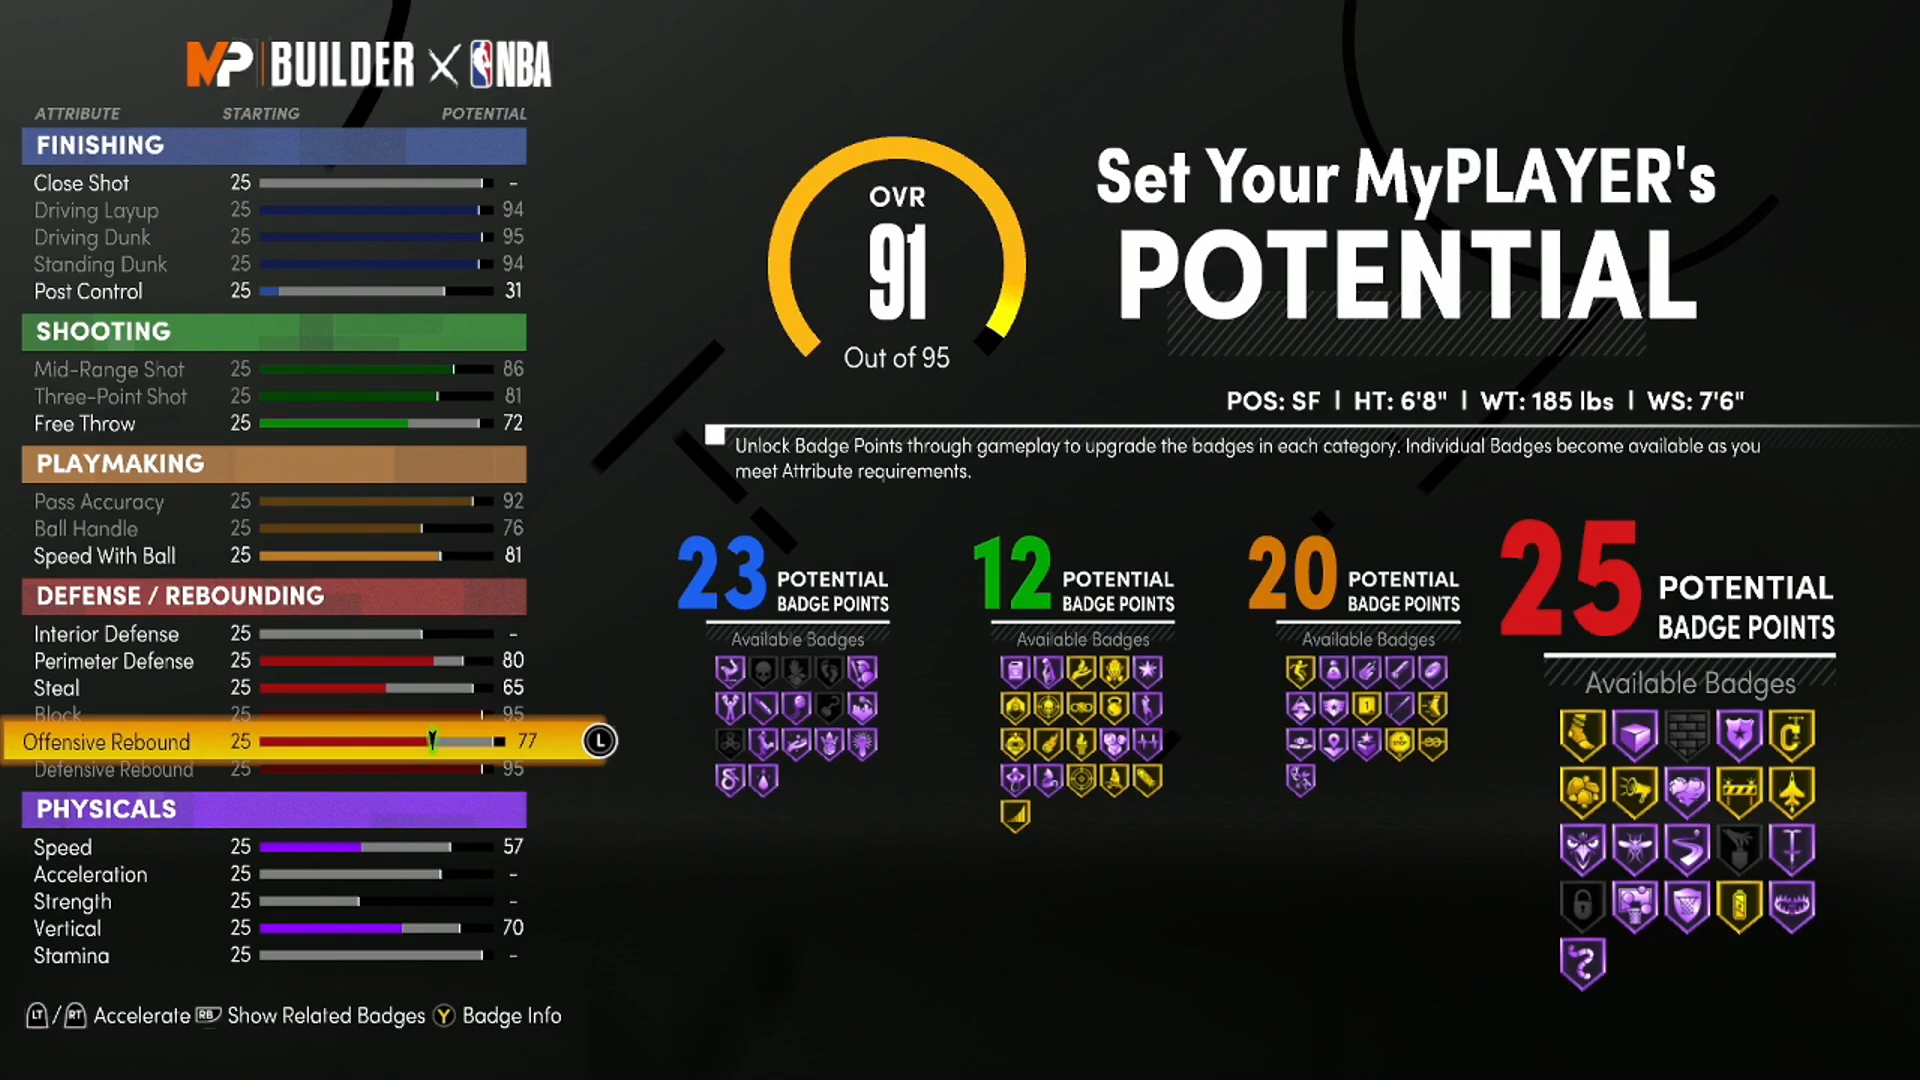 MP | BUILDER X NBA
ATTRIBUTE STARTING POTENTIAL
FINISHING
Close Shot 25 -
Driving Layup 25 94
Driving Dunk 25 95
Standing Dunk 25 94
Post Control 25 31
SHOOTING
Mid-Range Shot 25 86
Three-Point Shot 25 81
Free Throw 25 72
PLAYMAKING
Pass Accuracy 25 92
Ball Handle 25 76
Speed With Ball 25 81
DEFENSE / REBOUNDING
Interior Defense 25 -
Perimeter Defense 25 80
Steal 25 65
Block 25 95
Offensive Rebound 25 77 L
Defensive Rebound 25 95
PHYSICALS
Speed 25 57
Acceleration 25 -
Strength 25 -
Vertical 25 70
Stamina 25 -
LT / RT Accelerate RB Show Related Badges Y Badge Info
OVR
91
Out of 95
Set Your MyPLAYER's
POTENTIAL
POS: SF | HT: 6'8" | WT: 185 lbs | WS: 7'6"
Unlock Badge Points through gameplay to upgrade the badges in each category. Individual Badges become available as you
meet Attribute requirements.
23 POTENTIAL
BADGE POINTS
Available Badges
12 POTENTIAL
BADGE POINTS
Available Badges
20 POTENTIAL
BADGE POINTS
Available Badges
25 POTENTIAL
BADGE POINTS
Available Badges